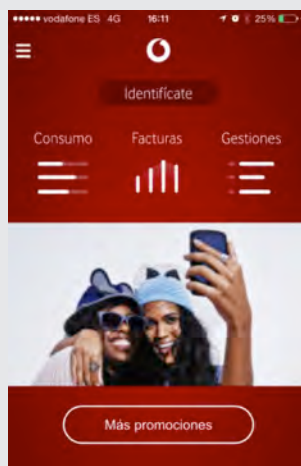 vodafone ES 4G 16:11 25%
Identifícate
Consumo Facturas Gestiones
Más promociones